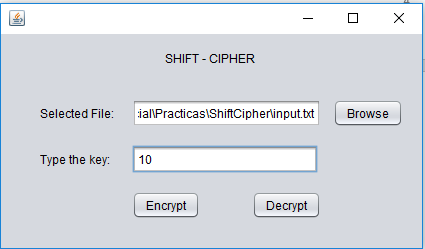 SHIFT - CIPHER
Selected File: :ial\Practicas\ShiftCipher\input.txt Browse
Type the key: 10
Encrypt Decrypt